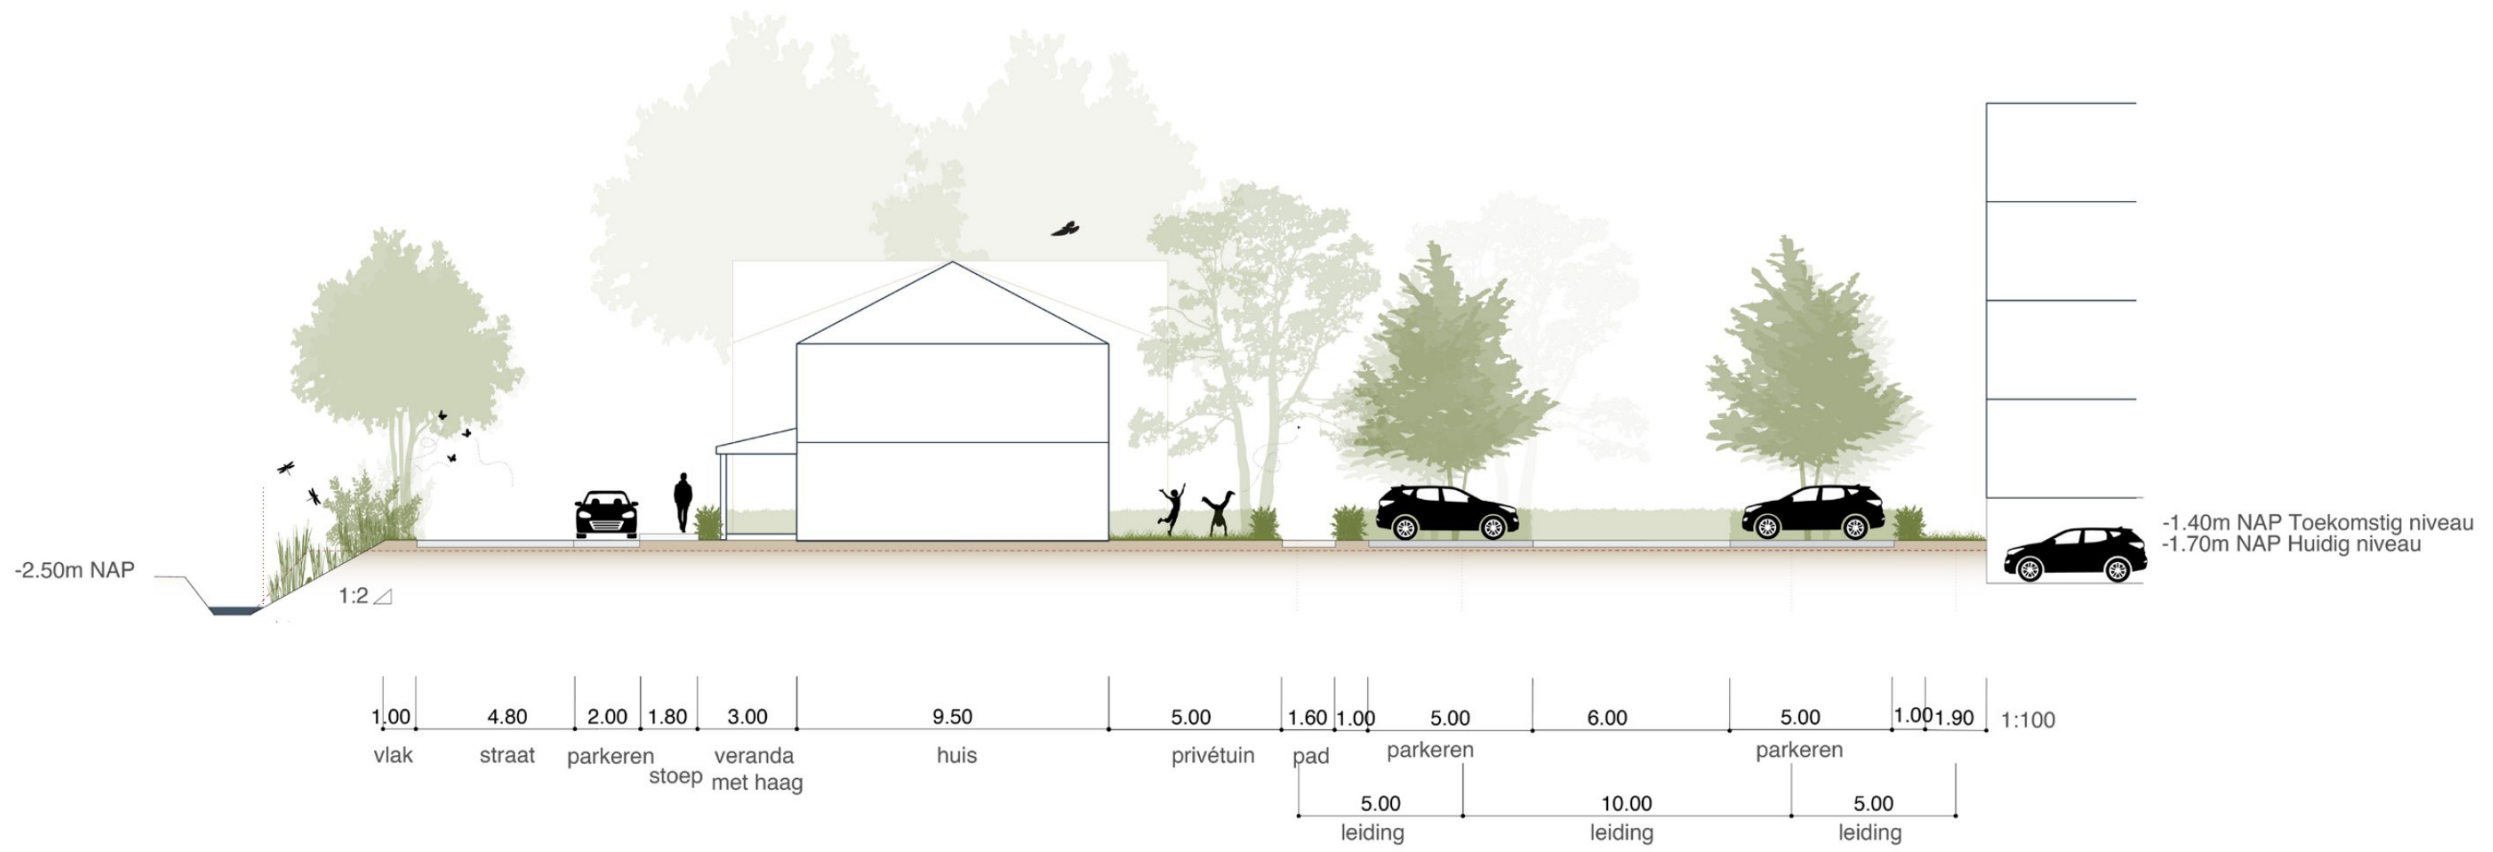 -1.40m NAP Toekomstig niveau
-1.70m NAP Huidig niveau
-2.50m NAP
1:2
1.00 4.80 2.00 1.80 3.00 9.50 5.00 1.60 1.00 5.00 6.00 5.00 1.00 1.90 1:100
vlak straat parkeren stoep veranda met haag huis privétuin pad parkeren parkeren
5.00 10.00 5.00
leiding leiding leiding